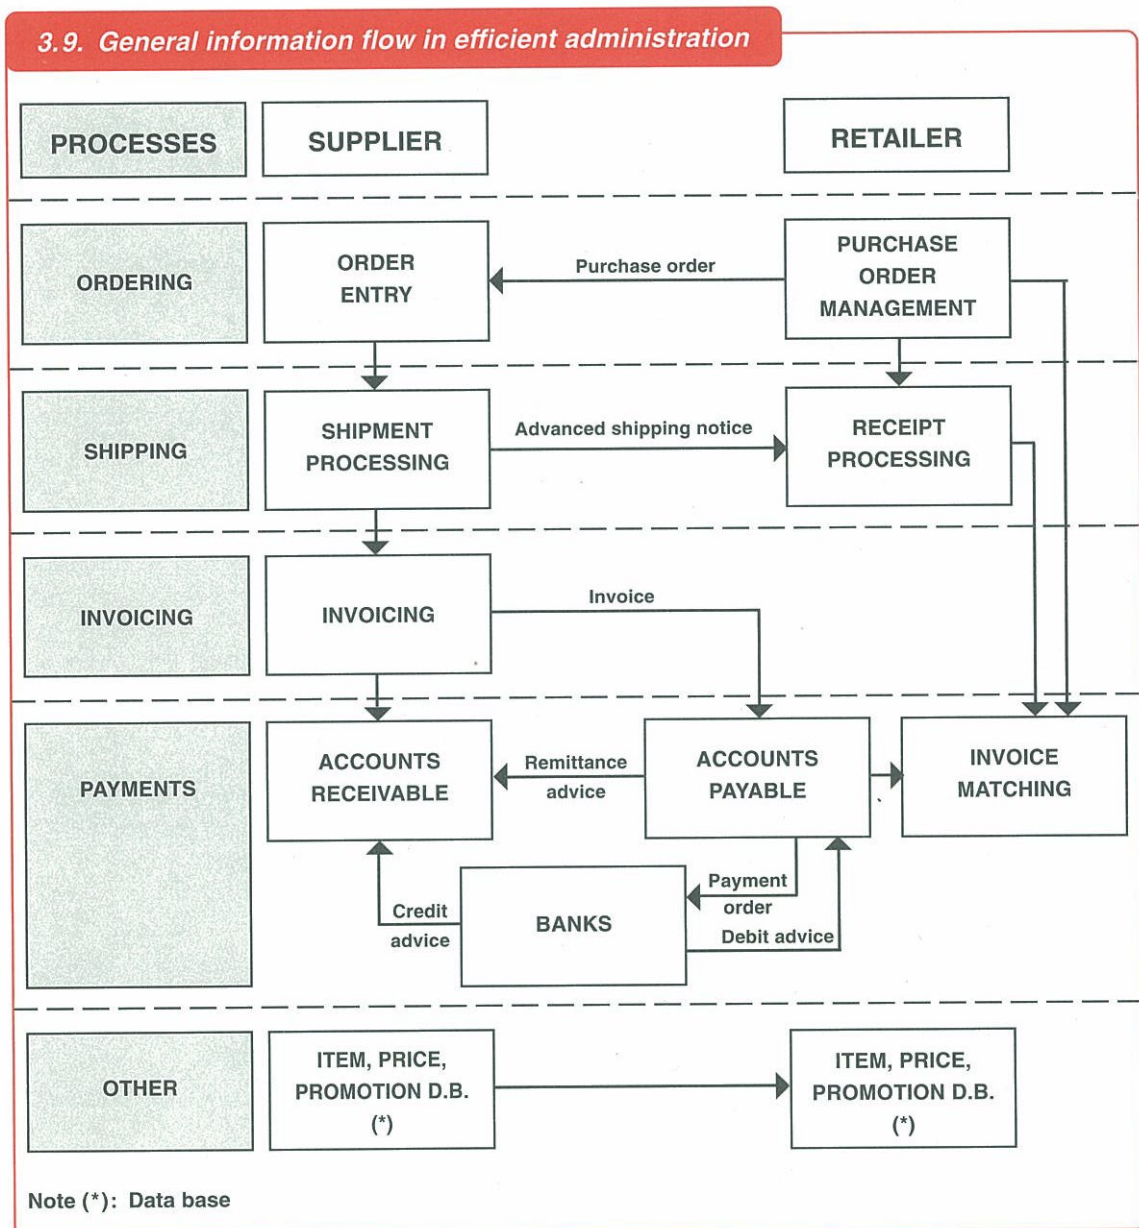 3.9. General information flow in efficient administration
PROCESSES
SUPPLIER
RETAILER
ORDERING
ORDER
ENTRY
Purchase order
PURCHASE
ORDER
MANAGEMENT
SHIPPING
SHIPMENT
PROCESSING
Advanced shipping notice
RECEIPT
PROCESSING
INVOICING
INVOICING
Invoice
PAYMENTS
ACCOUNTS
RECEIVABLE
Remittance
advice
ACCOUNTS
PAYABLE
INVOICE
MATCHING
Credit
advice
BANKS
Payment
order
Debit advice
OTHER
ITEM, PRICE,
PROMOTION D.B.
(*)
ITEM, PRICE,
PROMOTION D.B.
(*)
Note (*): Data base